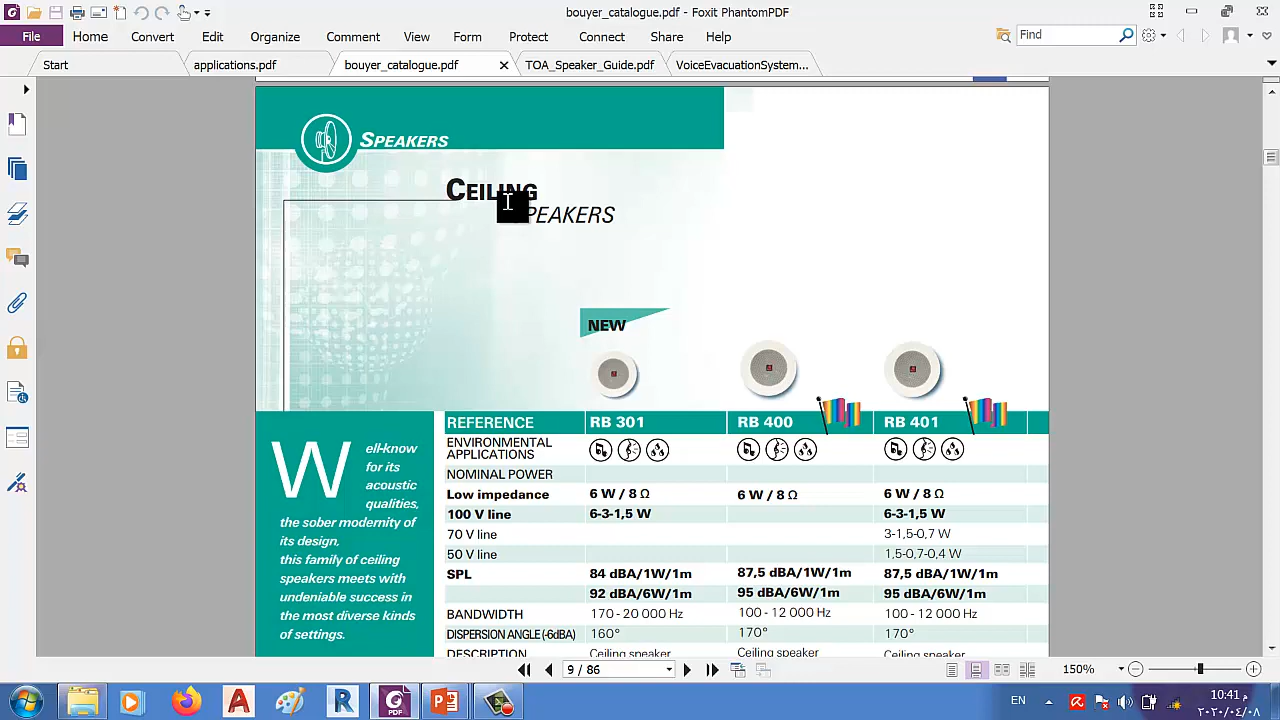 bouyer_catalogue.pdf - Foxit PhantomPDF
File Home Convert Edit Organize Comment View Form Protect Connect Share Help Find
Start applications.pdf bouyer_catalogue.pdf TOA_Speaker_Guide.pdf VoiceEvacuationSystem...
SPEAKERS
CEILING
PEAKERS
NEW
REFERENCE RB 301 RB 400 RB 401
ENVIRONMENTAL
APPLICATIONS
NOMINAL POWER
Low impedance 6 W / 8 Ω 6 W / 8 Ω 6 W / 8 Ω
100 V line 6-3-1,5 W 6-3-1,5 W
70 V line 3-1,5-0,7 W
50 V line 1,5-0,7-0,4 W
SPL 84 dBA/1W/1m 87,5 dBA/1W/1m 87,5 dBA/1W/1m
92 dBA/6W/1m 95 dBA/6W/1m 95 dBA/6W/1m
BANDWIDTH 170 - 20 000 Hz 100 - 12 000 Hz 100 - 12 000 Hz
DISPERSION ANGLE (-6dBA) 160° 170° 170°
DESCRIPTION Ceiling speaker Ceiling speaker Ceiling speaker
Well-know
for its
acoustic
qualities,
the sober modernity of
its design,
this family of ceiling
speakers meets with
undeniable success in
the most diverse kinds
of settings.
9 / 86
150%
EN
10:41 م
٢٠٢٠/٠٤/٠٨